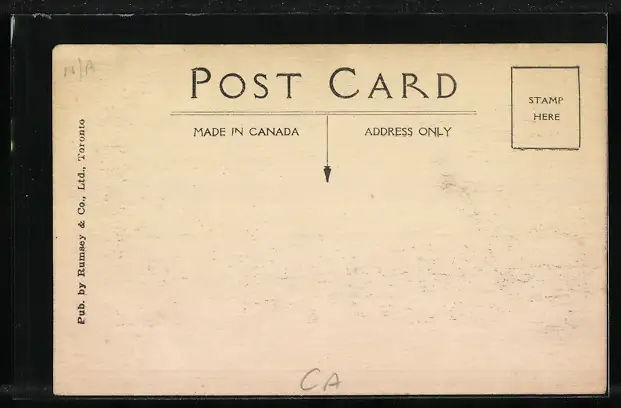 N/A
POST CARD
MADE IN CANADA
ADDRESS ONLY
STAMP
HERE
Pub. by Rumsey & Co., Ltd., Toronto
CA